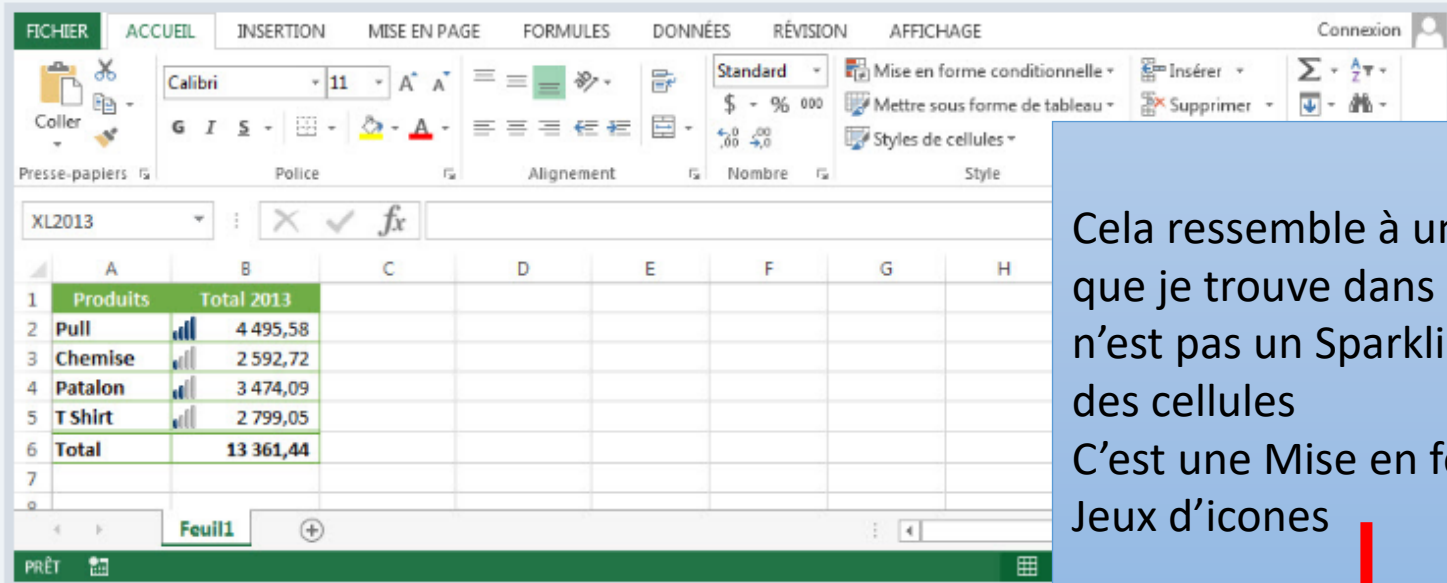 FICHIER ACCUEIL INSERTION MISE EN PAGE FORMULES DONNÉES RÉVISION AFFICHAGE Connexion
Calibri 11 A A Standard Mise en forme conditionnelle Insérer Σ A Z
Coller $ % 000 Mettre sous forme de tableau Supprimer
G I S A ,00 ,0 Styles de cellules
Presse-papiers Police Alignement Nombre Style
XL2013 fx
A B C D E F G H
1 Produits Total 2013
2 Pull 4 495,58
3 Chemise 2 592,72
4 Patalon 3 474,09
5 T Shirt 2 799,05
6 Total 13 361,44
7
Feuil1
PRÊT
Cela ressemble à
que je trouve dans
n’est pas un
des cellules
C’est une Mise en
Jeux d’icones